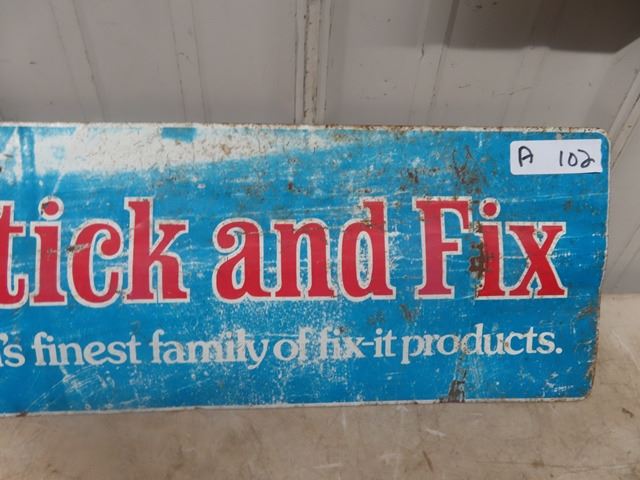 A 102
tick and Fix
's finest family of fix-it products.